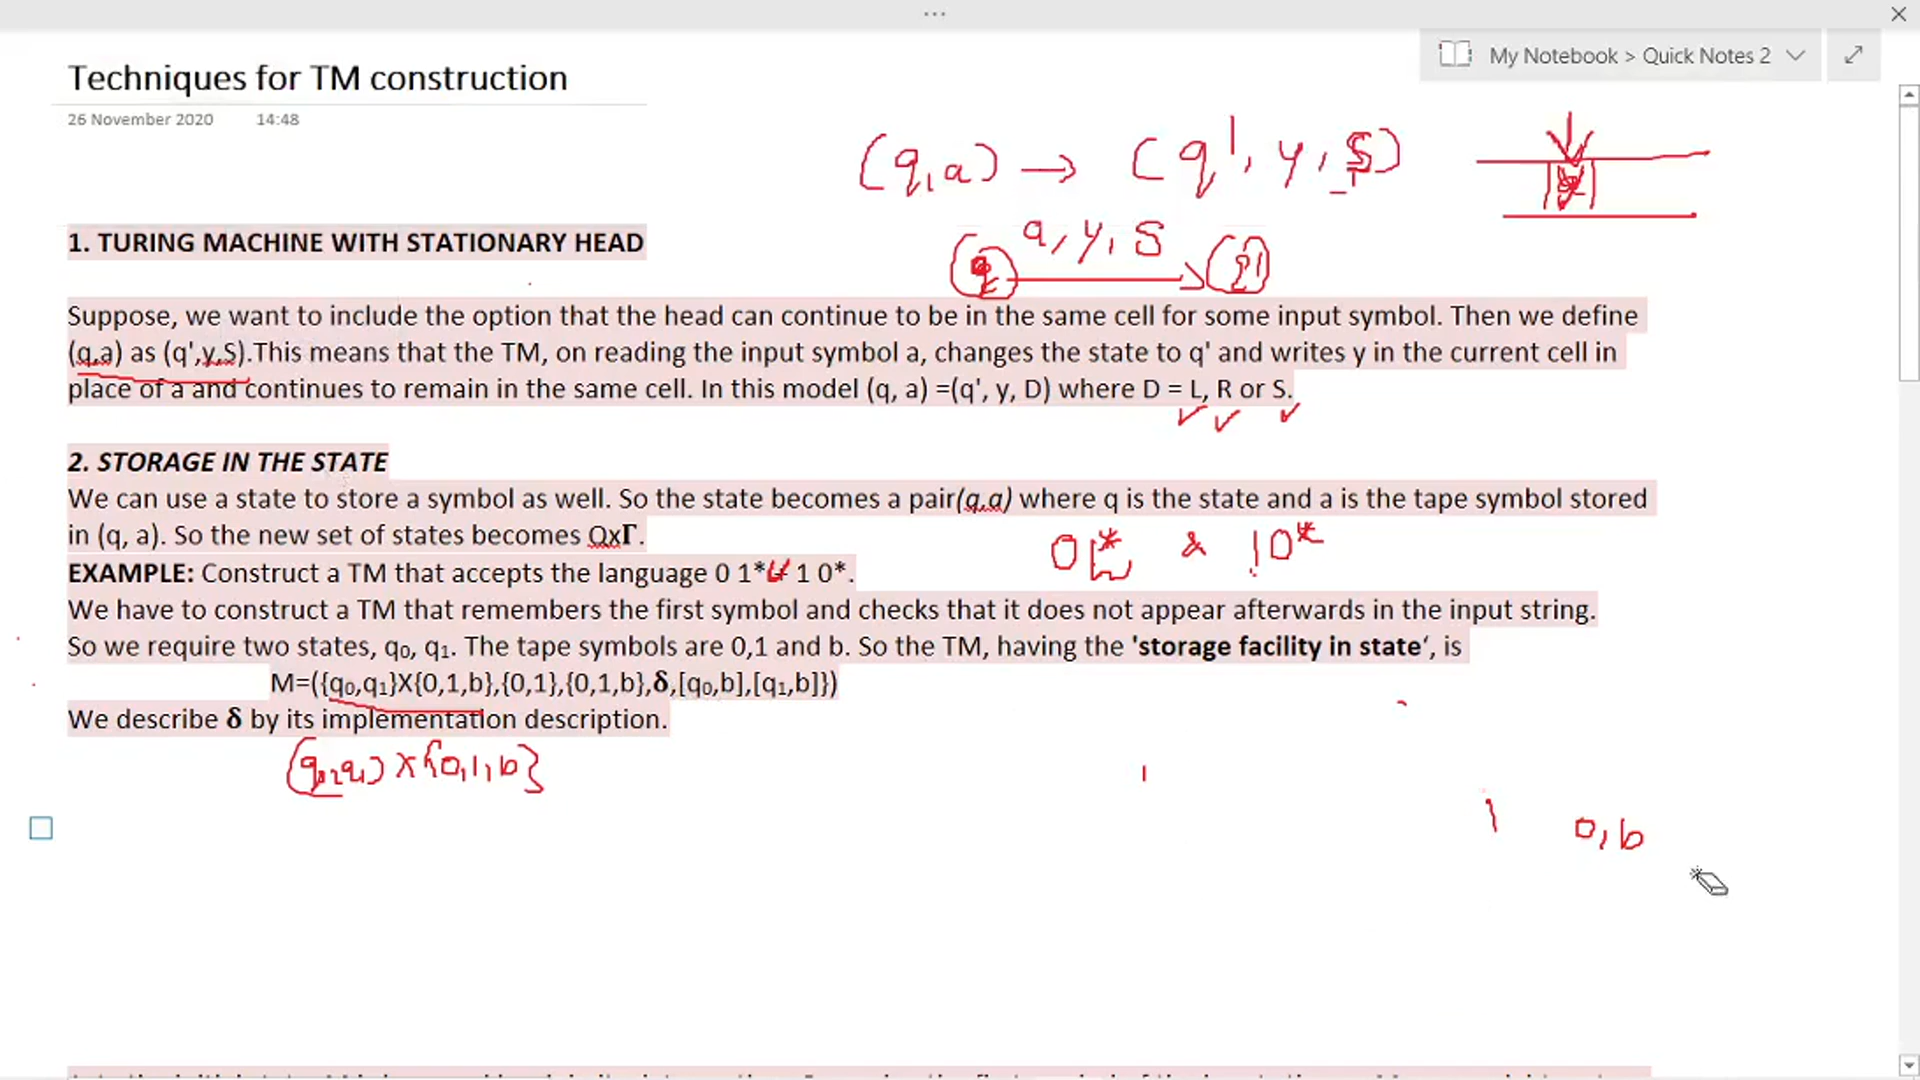 My Notebook > Quick Notes 2
Techniques for TM construction
26 November 2020 14:48
(q,a) → (q', y, S)
1. TURING MACHINE WITH STATIONARY HEAD
a, y, S
q q'
Suppose, we want to include the option that the head can continue to be in the same cell for some input symbol. Then we define
(q,a) as (q',y,S).This means that the TM, on reading the input symbol a, changes the state to q' and writes y in the current cell in
place of a and continues to remain in the same cell. In this model (q, a) =(q', y, D) where D = L, R or S.
2. STORAGE IN THE STATE
We can use a state to store a symbol as well. So the state becomes a pair(q,a) where q is the state and a is the tape symbol stored
in (q, a). So the new set of states becomes QxΓ.
01* & 10*
EXAMPLE: Construct a TM that accepts the language 0 1*+ 1 0*.
We have to construct a TM that remembers the first symbol and checks that it does not appear afterwards in the input string.
So we require two states, q₀, q₁. The tape symbols are 0,1 and b. So the TM, having the 'storage facility in state‘, is
M=({q₀,q₁}X{0,1,b},{0,1},{0,1,b},δ,[q₀,b],[q₁,b]})
We describe δ by its implementation description.
(q₀,q₁) X {0,1,b}
1 0,b